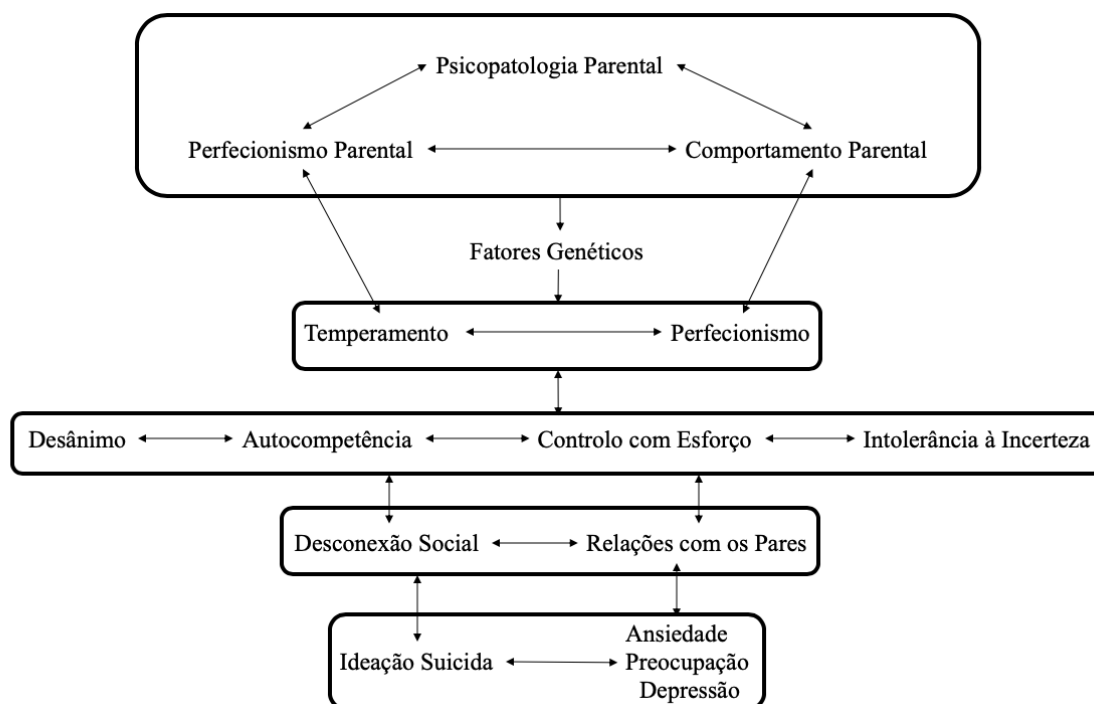 Psicopatologia Parental
Perfecionismo Parental
Comportamento Parental
Fatores Genéticos
Temperamento
Perfecionismo
Desânimo
Autocompetência
Controlo com Esforço
Intolerância à Incerteza
Desconexão Social
Relações com os Pares
Ideação Suicida
Ansiedade
Preocupação
Depressão